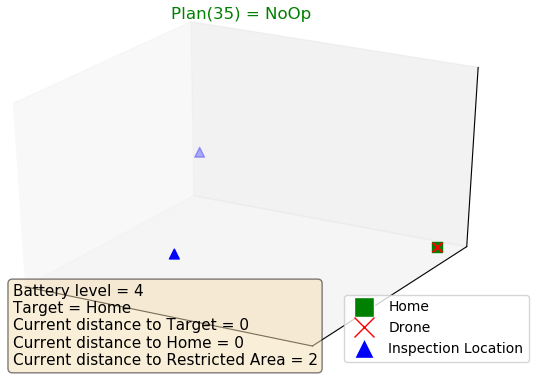 Plan(35) = NoOp
Battery level = 4
Target = Home
Current distance to Target = 0
Current distance to Home = 0
Current distance to Restricted Area = 2
Home
Drone
Inspection Location